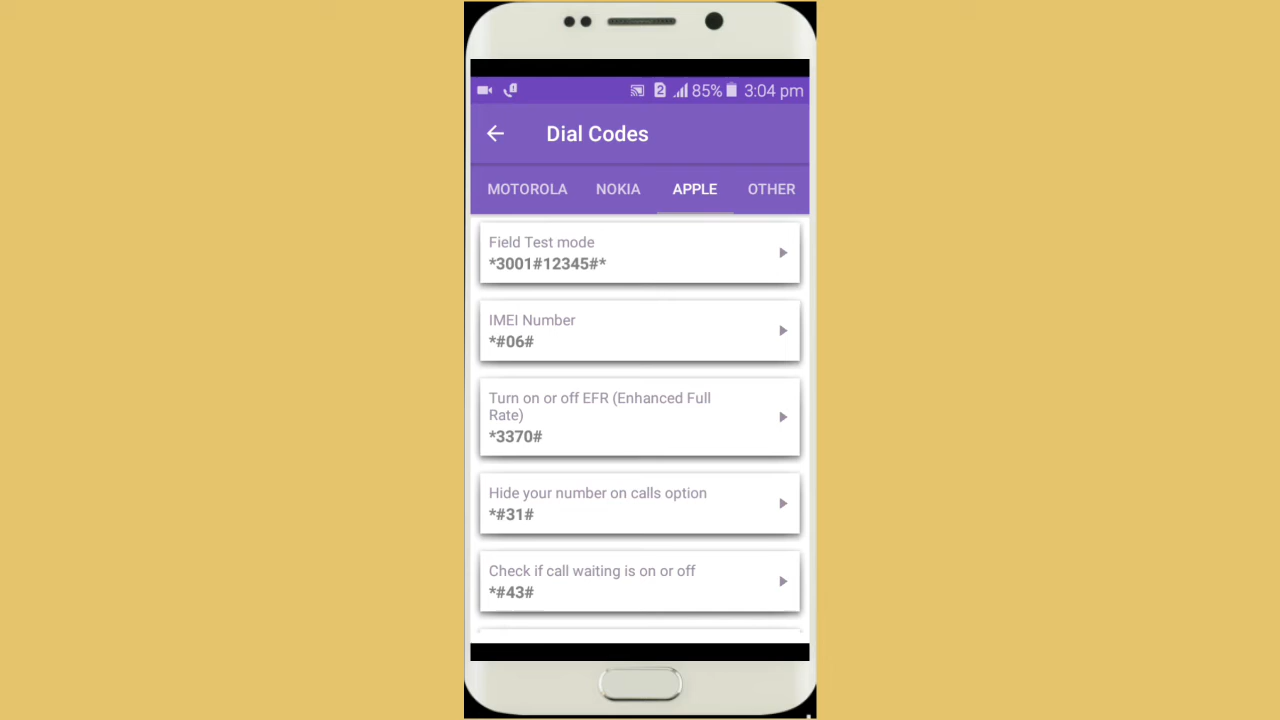 2 85% 3:04 pm
Dial Codes
MOTOROLA NOKIA APPLE OTHER
Field Test mode
*3001#12345#*
IMEI Number
*#06#
Turn on or off EFR (Enhanced Full
Rate)
*3370#
Hide your number on calls option
*#31#
Check if call waiting is on or off
*#43#